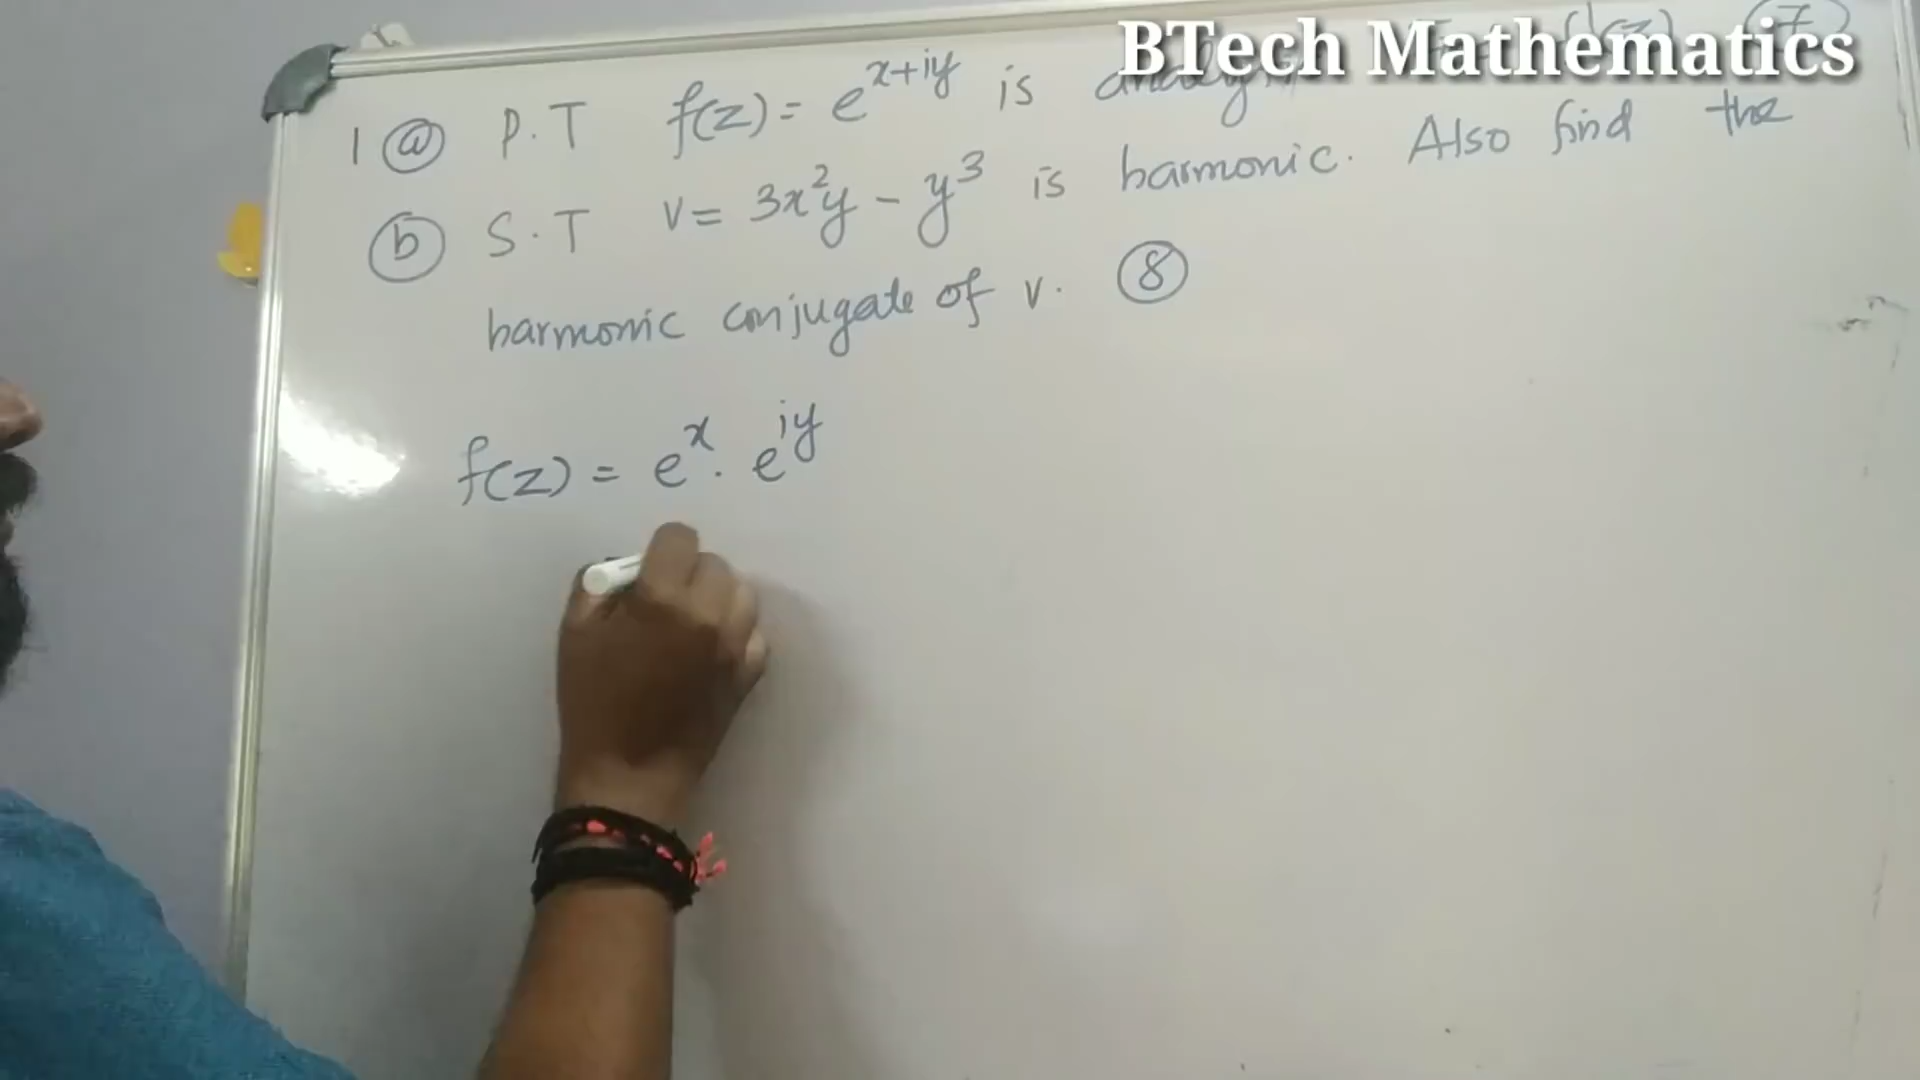 BTech Mathematics
1 (a) P.T f(z) = e^{x+iy} is
(b) S.T v = 3x²y - y³ is harmonic. Also find the
harmonic conjugate of v. (8)
f(z) = e^x . e^{iy}